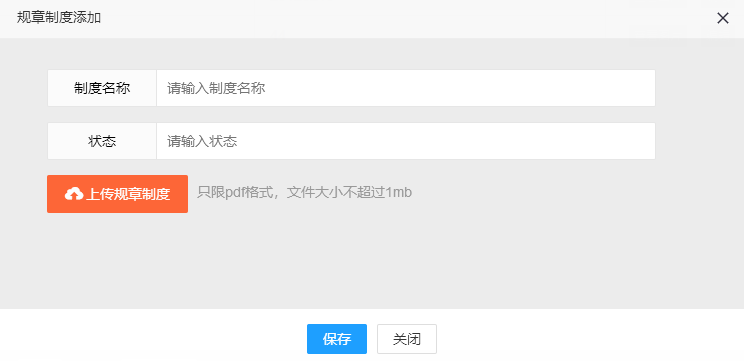 规章制度添加
制度名称 请输入制度名称
状态 请输入状态
上传规章制度 只限pdf格式，文件大小不超过1mb
保存 关闭